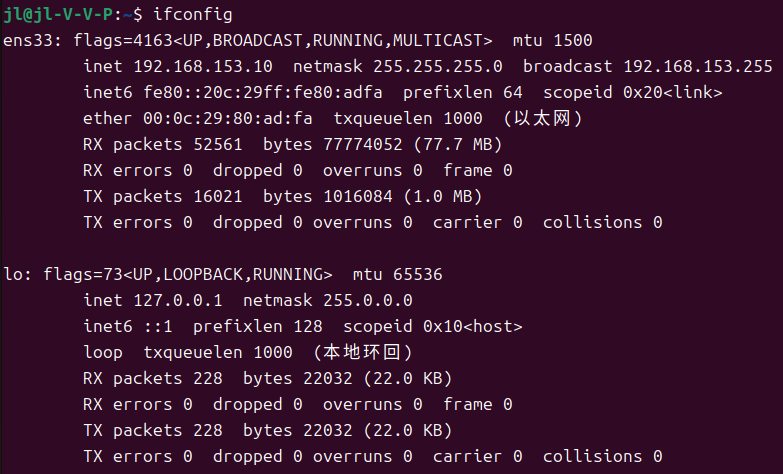 jl@jl-V-V-P:~$ ifconfig
ens33: flags=4163<UP,BROADCAST,RUNNING,MULTICAST>  mtu 1500
        inet 192.168.153.10  netmask 255.255.255.0  broadcast 192.168.153.255
        inet6 fe80::20c:29ff:fe80:adfa  prefixlen 64  scopeid 0x20<link>
        ether 00:0c:29:80:ad:fa  txqueuelen 1000  (以太网)
        RX packets 52561  bytes 77774052 (77.7 MB)
        RX errors 0  dropped 0  overruns 0  frame 0
        TX packets 16021  bytes 1016084 (1.0 MB)
        TX errors 0  dropped 0 overruns 0  carrier 0  collisions 0

lo: flags=73<UP,LOOPBACK,RUNNING>  mtu 65536
        inet 127.0.0.1  netmask 255.0.0.0
        inet6 ::1  prefixlen 128  scopeid 0x10<host>
        loop  txqueuelen 1000  (本地环回)
        RX packets 228  bytes 22032 (22.0 KB)
        RX errors 0  dropped 0  overruns 0  frame 0
        TX packets 228  bytes 22032 (22.0 KB)
        TX errors 0  dropped 0 overruns 0  carrier 0  collisions 0